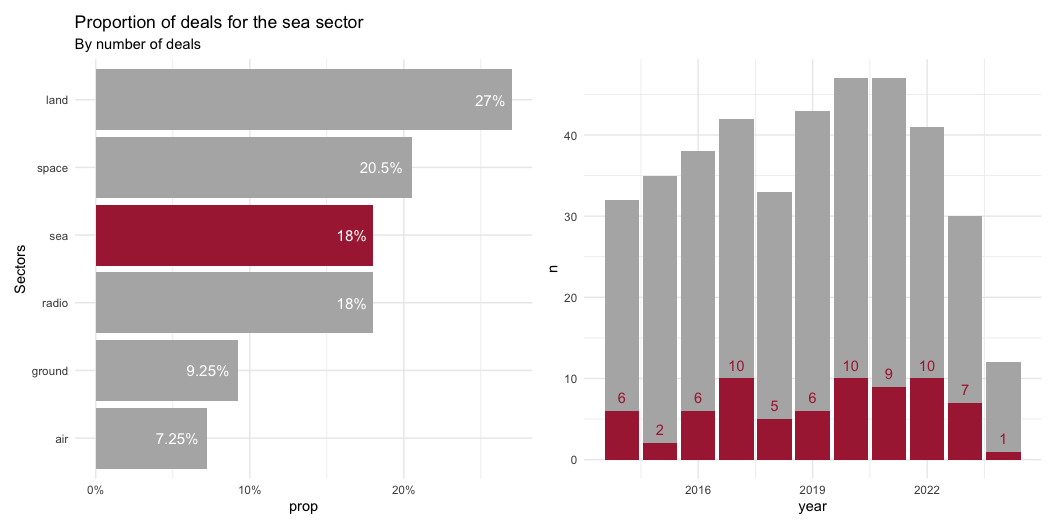 Proportion of deals for the sea sector
By number of deals
Sectors
land
27%
space
20.5%
sea
18%
radio
18%
ground
9.25%
air
7.25%
0%
10%
20%
prop
n
40
30
20
10
0
6
2
6
10
5
6
10
9
10
7
1
2016
2019
2022
year